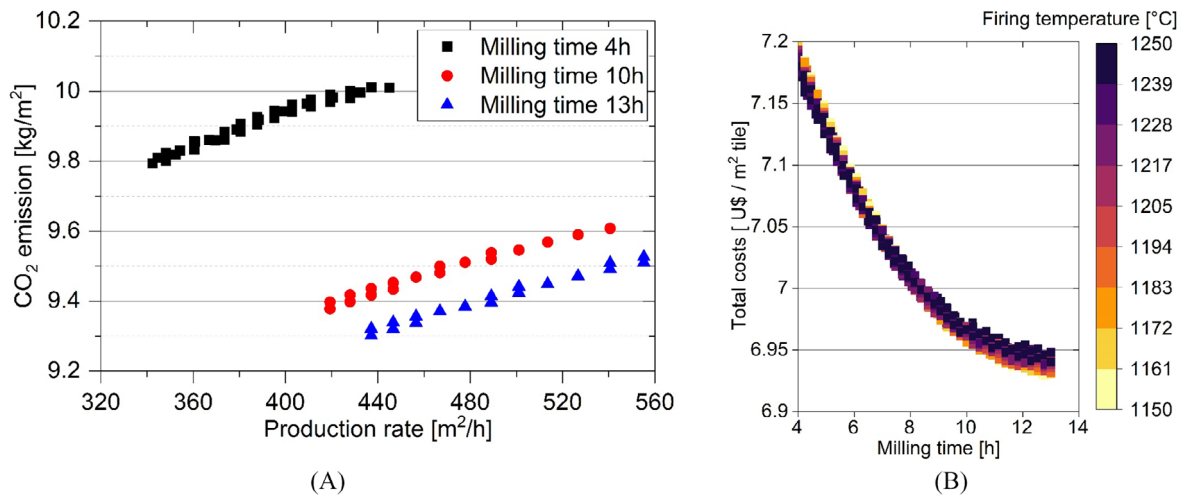 10.2
10
9.8
9.6
9.4
9.2
CO2 emission [kg/m2]
Milling time 4h
Milling time 10h
Milling time 13h
320 360 400 440 480 520 560
Production rate [m2/h]
(A)
Firing temperature [°C]
7.2
7.15
7.1
7.05
7
6.95
6.9
Total costs [ U$ / m2 tile]
4 6 8 10 12 14
Milling time [h]
1250
1239
1228
1217
1205
1194
1183
1172
1161
1150
(B)